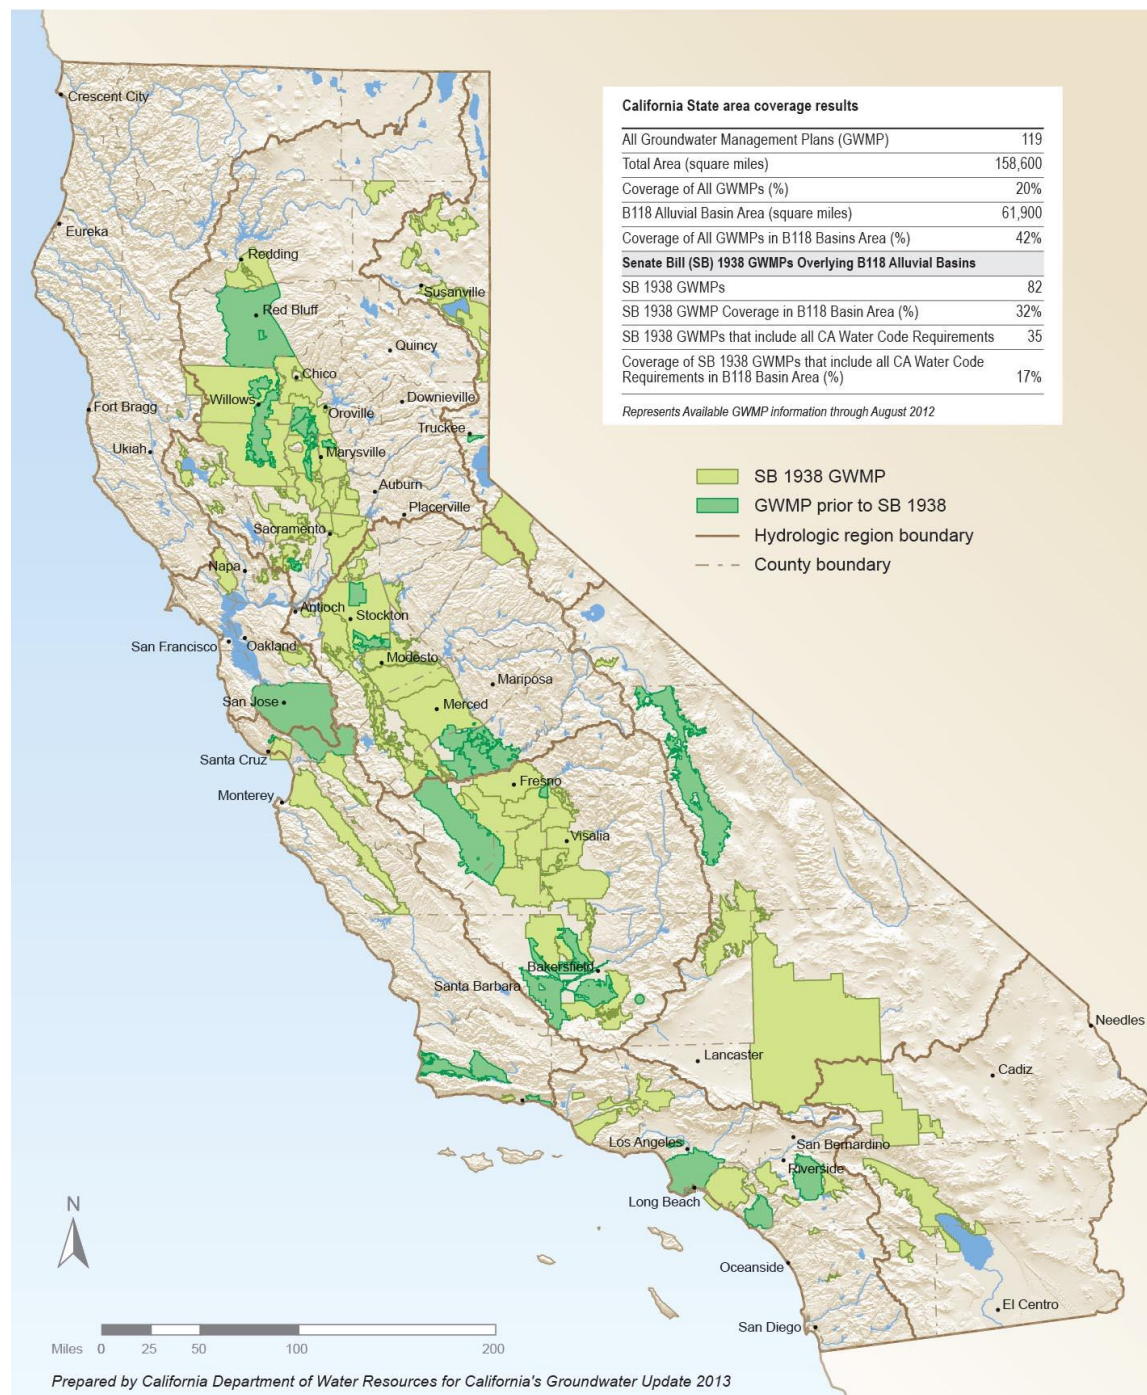 Crescent City
California State area coverage results
All Groundwater Management Plans (GWMP) 119
Total Area (square miles) 158,600
Coverage of All GWMPs (%) 20%
B118 Alluvial Basin Area (square miles) 61,900
Coverage of All GWMPs in B118 Basins Area (%) 42%
Senate Bill (SB) 1938 GWMPs Overlying B118 Alluvial Basins
SB 1938 GWMPs 82
SB 1938 GWMP Coverage in B118 Basin Area (%) 32%
SB 1938 GWMPs that include all CA Water Code Requirements 35
Coverage of SB 1938 GWMPs that include all CA Water Code
Requirements in B118 Basin Area (%) 17%
Represents Available GWMP information through August 2012
Eureka
Redding
Susanville
Red Bluff
Quincy
Chico
Willows
Downieville
Fort Bragg
Oroville
Truckee
Ukiah
Marysville
SB 1938 GWMP
GWMP prior to SB 1938
Hydrologic region boundary
County boundary
Auburn
Placerville
Sacramento
Napa
Antioch
Stockton
San Francisco
Oakland
Modesto
Mariposa
San Jose
Merced
Santa Cruz
Fresno
Monterey
Visalia
Bakersfield
Santa Barbara
Needles
Lancaster
Cadiz
Los Angeles
San Bernardino
Riverside
Long Beach
N
Oceanside
El Centro
San Diego
Miles 0 25 50 100 200
Prepared by California Department of Water Resources for California's Groundwater Update 2013